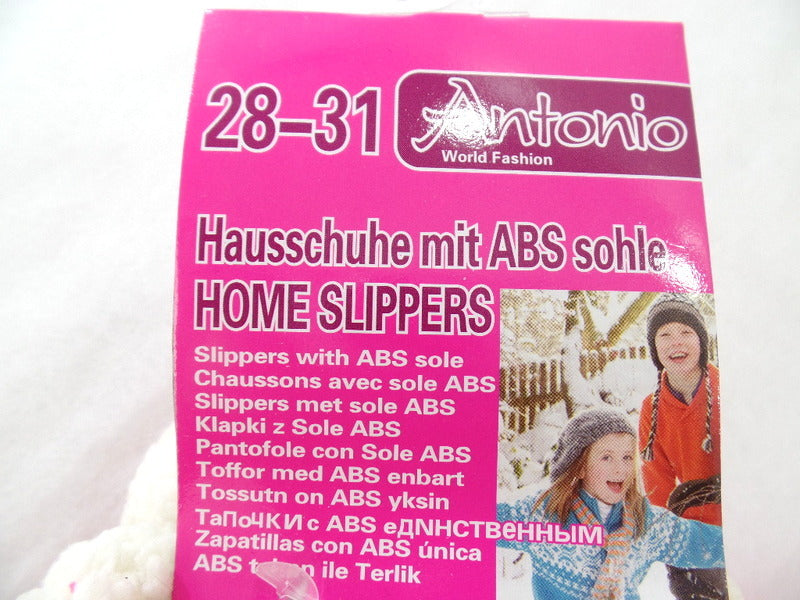 28-31
Antonio
World Fashion
Hausschuhe mit ABS sohle
HOME SLIPPERS
Slippers with ABS sole
Chaussons avec sole ABS
Slippers met sole ABS
Klapki z Sole ABS
Pantofole con Sole ABS
Toffor med ABS enbart
Tossutn on ABS yksin
ТаПоЧКИ с ABS еДИНственным
Zapatillas con ABS única
ABS ile Terlik